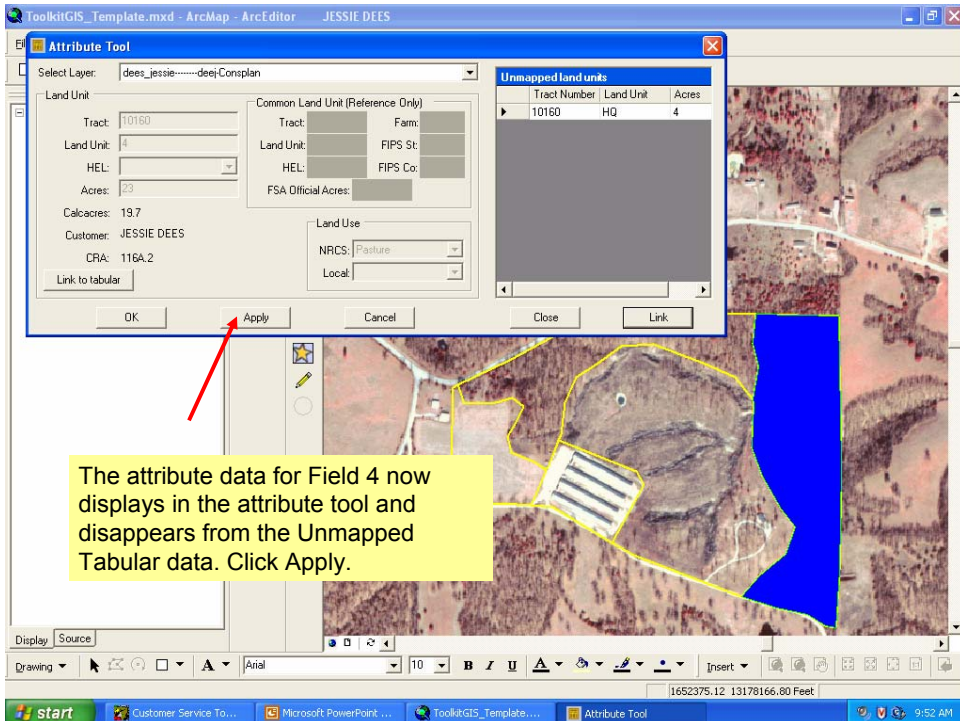 ToolkitGIS_Template.mxd - ArcMap - ArcEditor JESSIE DEES
Attribute Tool
Select Layer: dees_jessie--------deej-Consplan
Land Unit
Tract: 10160
Land Unit: 4
HEL:
Acres: 23
Calcacres: 19.7
Customer: JESSIE DEES
CRA: 116A.2
Link to tabular
Common Land Unit (Reference Only)
Tract: Farm:
Land Unit: FIPS St:
HEL: FIPS Co:
FSA Official Acres:
Land Use
NRCS: Pasture
Local:
OK Apply Cancel
Unmapped land units
Tract Number Land Unit Acres
10160 HQ 4
Close Link
The attribute data for Field 4 now
displays in the attribute tool and
disappears from the Unmapped
Tabular data. Click Apply.
Display Source
Drawing A Arial 10 B I U A Insert
1652375.12 13178166.80 Feet
start Customer Service To... Microsoft PowerPoint ... ToolkitGIS_Template.... Attribute Tool 9:52 AM